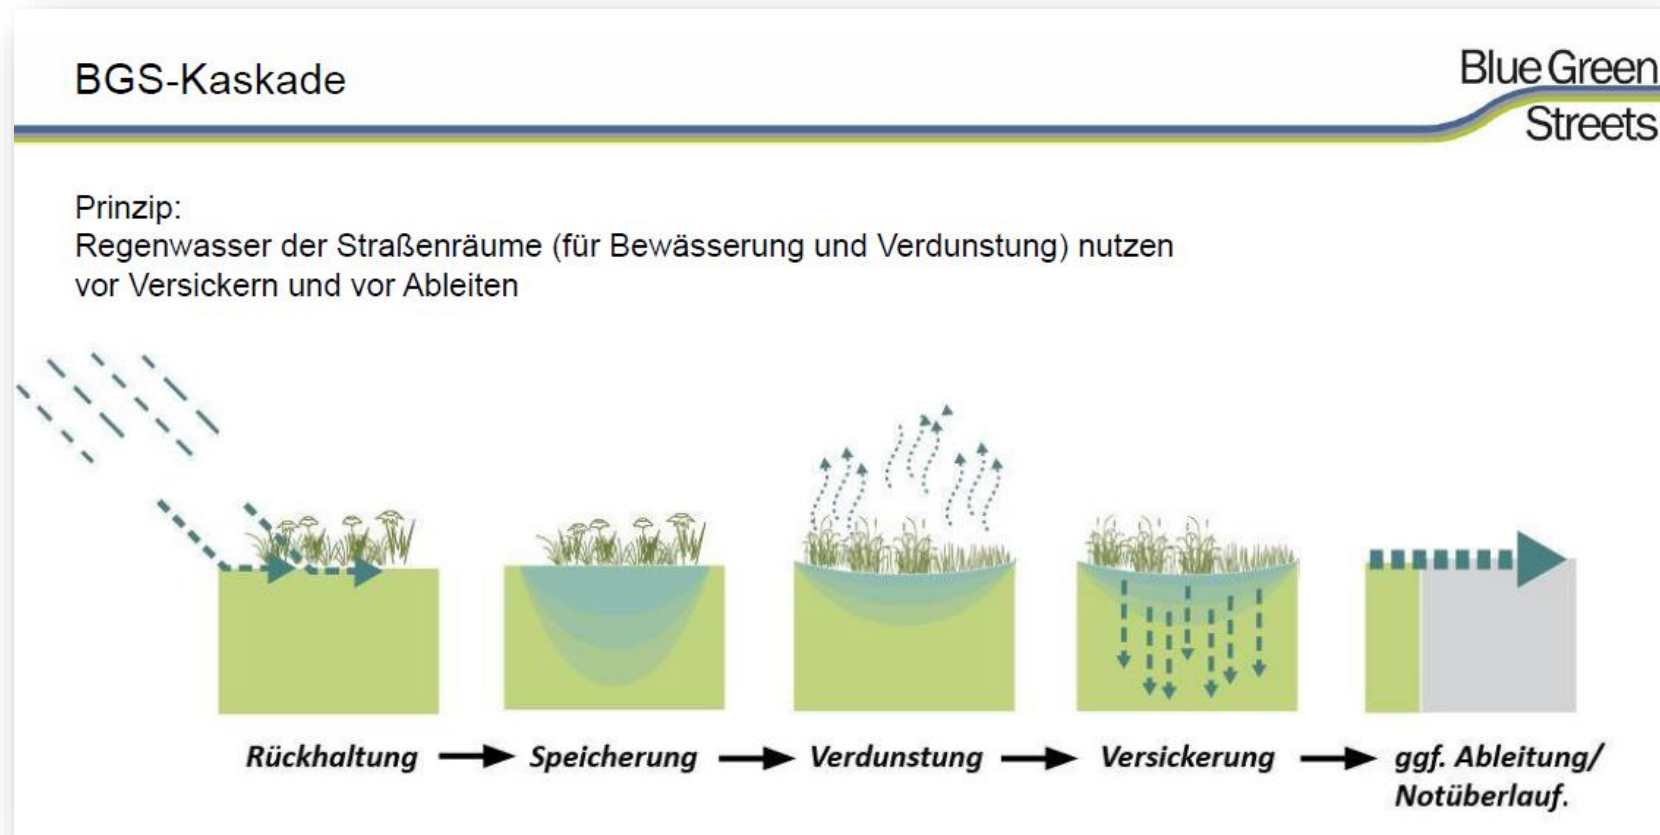 BGS-Kaskade
Blue Green
Streets
Prinzip:
Regenwasser der Straßenräume (für Bewässerung und Verdunstung) nutzen
vor Versickern und vor Ableiten
Rückhaltung
Speicherung
Verdunstung
Versickerung
ggf. Ableitung/
Notüberlauf.